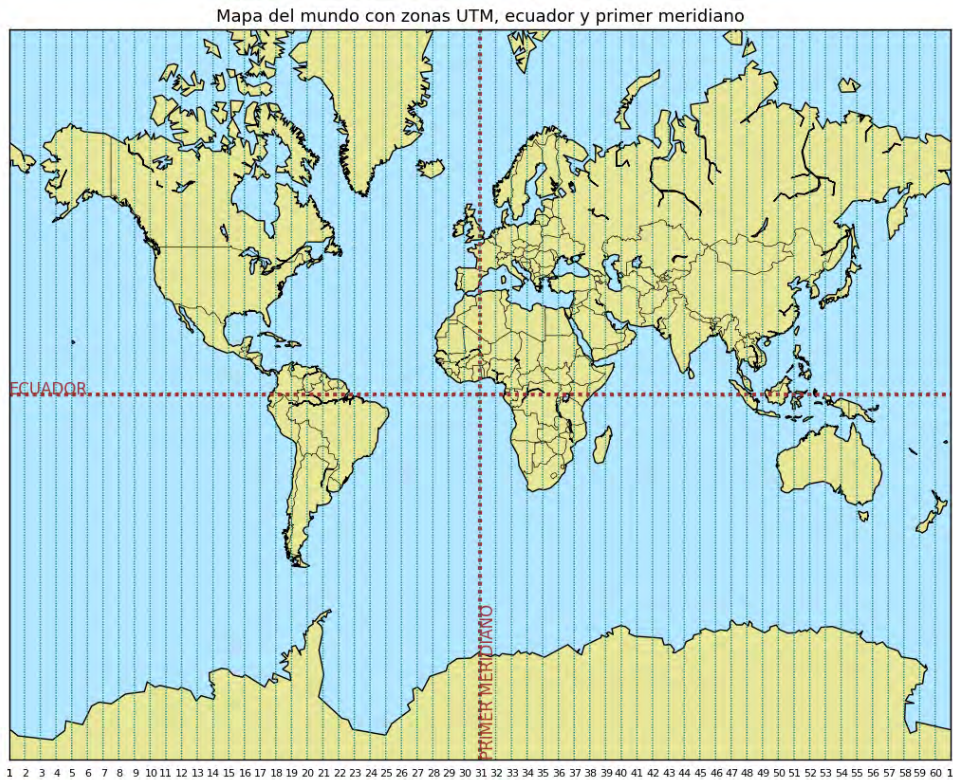 Mapa del mundo con zonas UTM, ecuador y primer meridiano
ECUADOR
PRIMER MERIDIANO
1 2 3 4 5 6 7 8 9 10 11 12 13 14 15 16 17 18 19 20 21 22 23 24 25 26 27 28 29 30 31 32 33 34 35 36 37 38 39 40 41 42 43 44 45 46 47 48 49 50 51 52 53 54 55 56 57 58 59 60 1